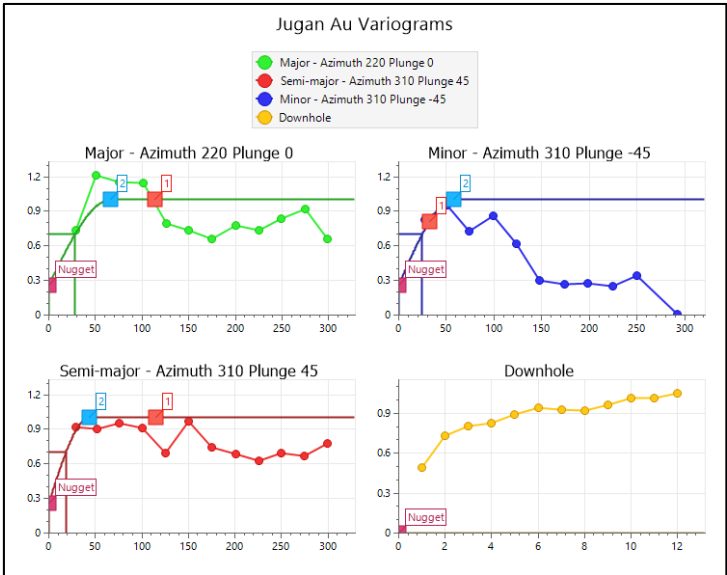 Jugan Au Variograms
Major - Azimuth 220 Plunge 0
Semi-major - Azimuth 310 Plunge 45
Minor - Azimuth 310 Plunge -45
Downhole
Major - Azimuth 220 Plunge 0
1.2
0.9
0.6
0.3
0
2
1
Nugget
0 50 100 150 200 250 300
Minor - Azimuth 310 Plunge -45
1.2
0.9
0.6
0.3
0
2
1
Nugget
0 50 100 150 200 250 300
Semi-major - Azimuth 310 Plunge 45
1.2
0.9
0.6
0.3
0
2
1
Nugget
0 50 100 150 200 250 300
Downhole
0.9
0.6
0.3
0
Nugget
0 2 4 6 8 10 12